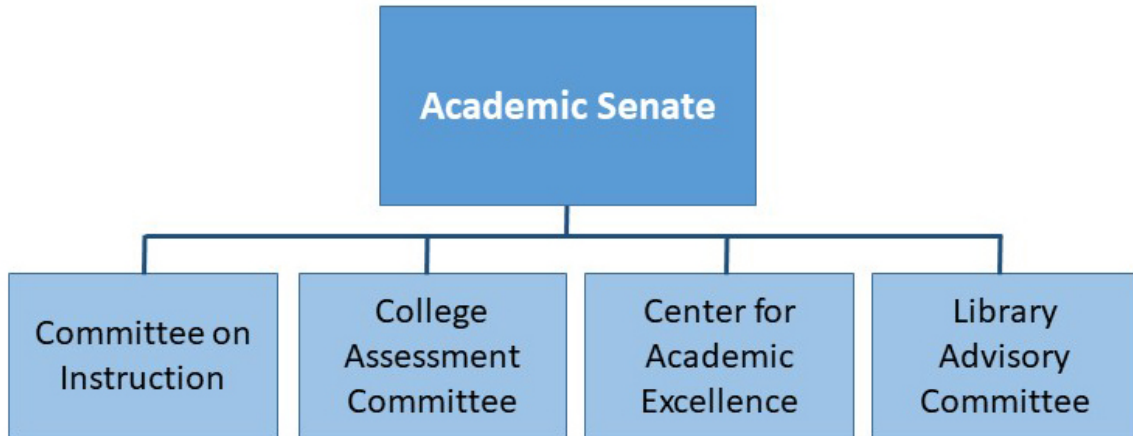 Academic Senate
Committee on
Instruction
College
Assessment
Committee
Center for
Academic
Excellence
Library
Advisory
Committee